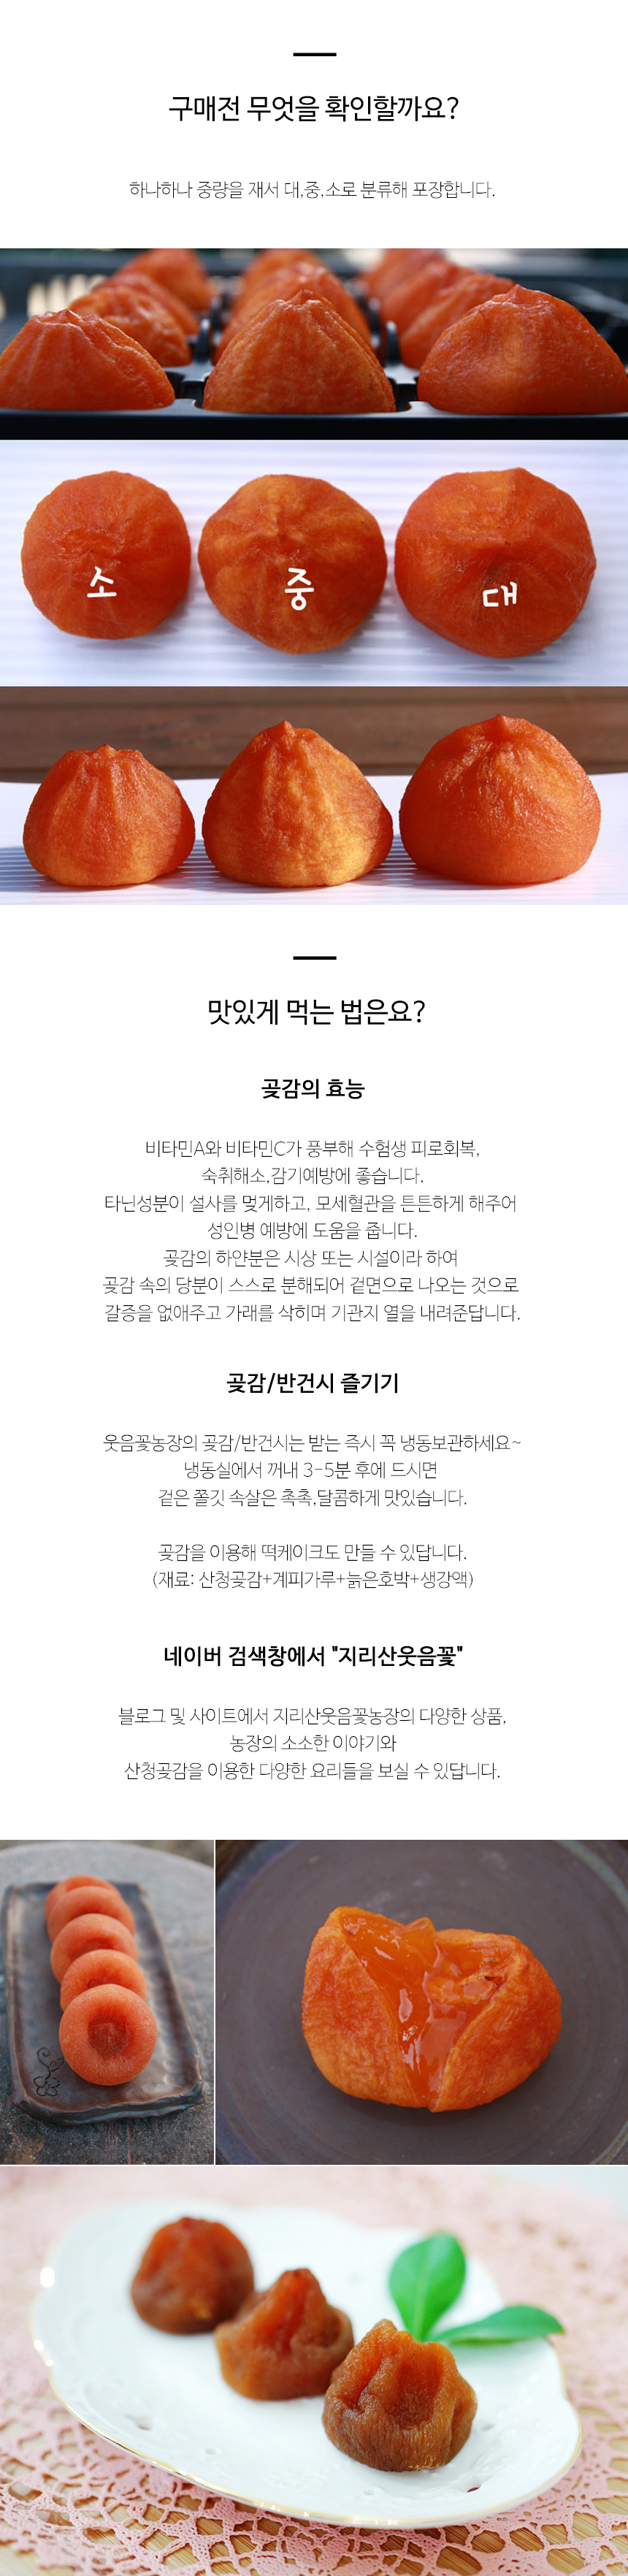 구매전 무엇을 확인할까요?
하나하나 중량을 재서 대,중,소로 분류해 포장합니다.
소 중 대
맛있게 먹는 법은요?
곶감의 효능
비타민A와 비타민C가 풍부해 수험생 피로회복,
숙취해소,감기예방에 좋습니다.
타닌성분이 설사를 멎게하고, 모세혈관을 튼튼하게 해주어
성인병 예방에 도움을 줍니다.
곶감의 하얀분은 시상 또는 시설이라 하여
곶감 속의 당분이 스스로 분해되어 겉면으로 나오는 것으로
갈증을 없애주고 가래를 삭히며 기관지 열을 내려준답니다.
곶감/반건시 즐기기
웃음꽃농장의 곶감/반건시는 받는 즉시 꼭 냉동보관하세요~
냉동실에서 꺼내 3-5분 후에 드시면
겉은 쫄깃 속살은 촉촉,달콤하게 맛있습니다.
곶감을 이용해 떡케이크도 만들 수 있답니다.
(재료: 산청곶감+계피가루+늙은호박+생강액)
네이버 검색창에서 "지리산웃음꽃"
블로그 및 사이트에서 지리산웃음꽃농장의 다양한 상품,
농장의 소소한 이야기와
산청곶감을 이용한 다양한 요리들을 보실 수 있답니다.